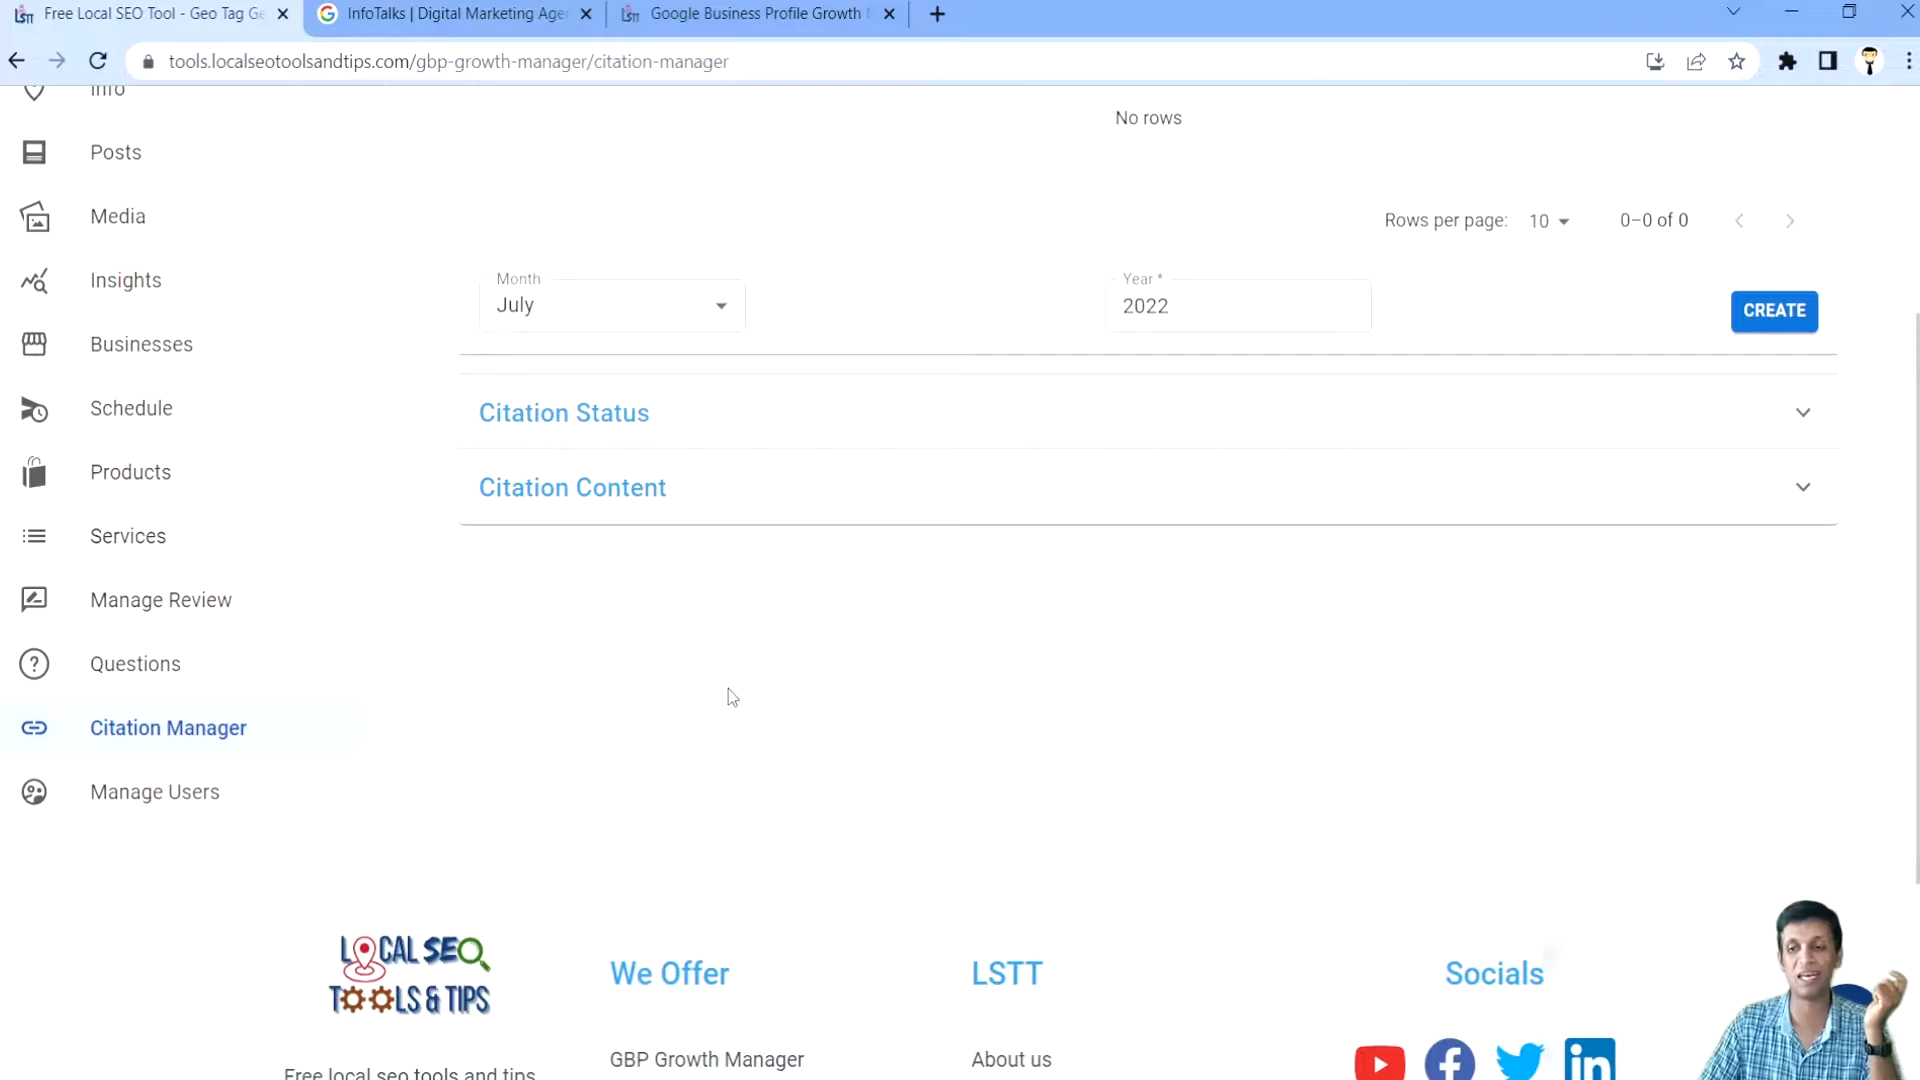 Free Local SEO Tool - Geo Tag Ge
InfoTalks | Digital Marketing Age
Google Business Profile Growth M
tools.localseotoolsandtips.com/gbp-growth-manager/citation-manager
Info
Posts
Media
Insights
Businesses
Schedule
Products
Services
Manage Review
Questions
Citation Manager
Manage Users
No rows
Rows per page: 10 0–0 of 0
Month
July
Year *
2022
CREATE
Citation Status
Citation Content
LOCAL SEO
TOOLS & TIPS
Free local seo tools and tips
We Offer
GBP Growth Manager
LSTT
About us
Socials